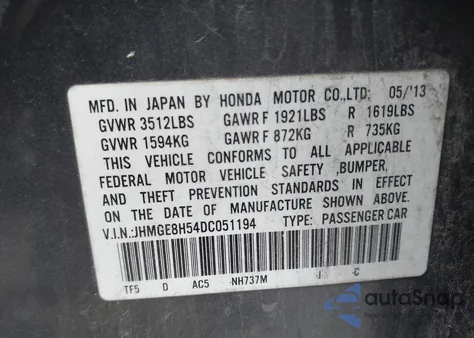 MFD. IN JAPAN BY HONDA MOTOR CO.,LTD: 05/'13
GVWR 3512LBS GAWR F 1921LBS R 1619LBS
GVWR 1594KG GAWR F 872KG R 735KG
THIS VEHICLE CONFORMS TO ALL APPLICABLE
FEDERAL MOTOR VEHICLE SAFETY ,BUMPER,
AND THEFT PREVENTION STANDARDS IN EFFECT
ON THE DATE OF MANUFACTURE SHOWN ABOVE.
V.I.N.:JHMGE8H54DC051194 TYPE: PASSENGER CAR
TF5 D AC5 -NH737M -J -C
autoSnap